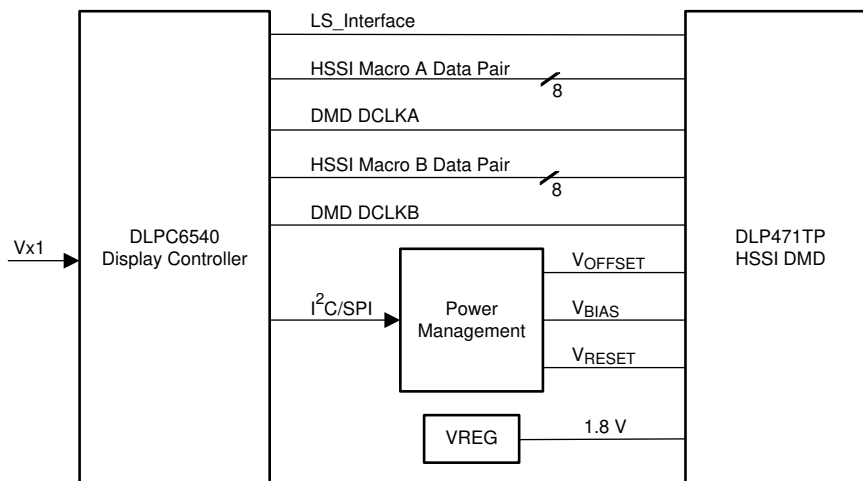 LS_Interface
HSSI Macro A Data Pair
8
DMD DCLKA
HSSI Macro B Data Pair
8
DMD DCLKB
Vx1
DLPC6540
Display Controller
DLP471TP
HSSI DMD
I²C/SPI
Power
Management
VOFFSET
VBIAS
VRESET
VREG
1.8 V